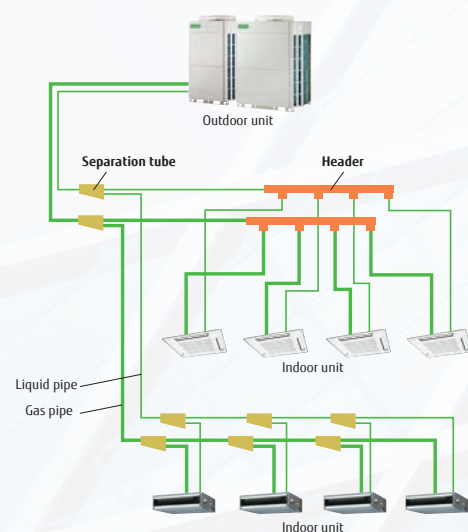 Outdoor unit
Separation tube
Header
Indoor unit
Liquid pipe
Gas pipe
Indoor unit